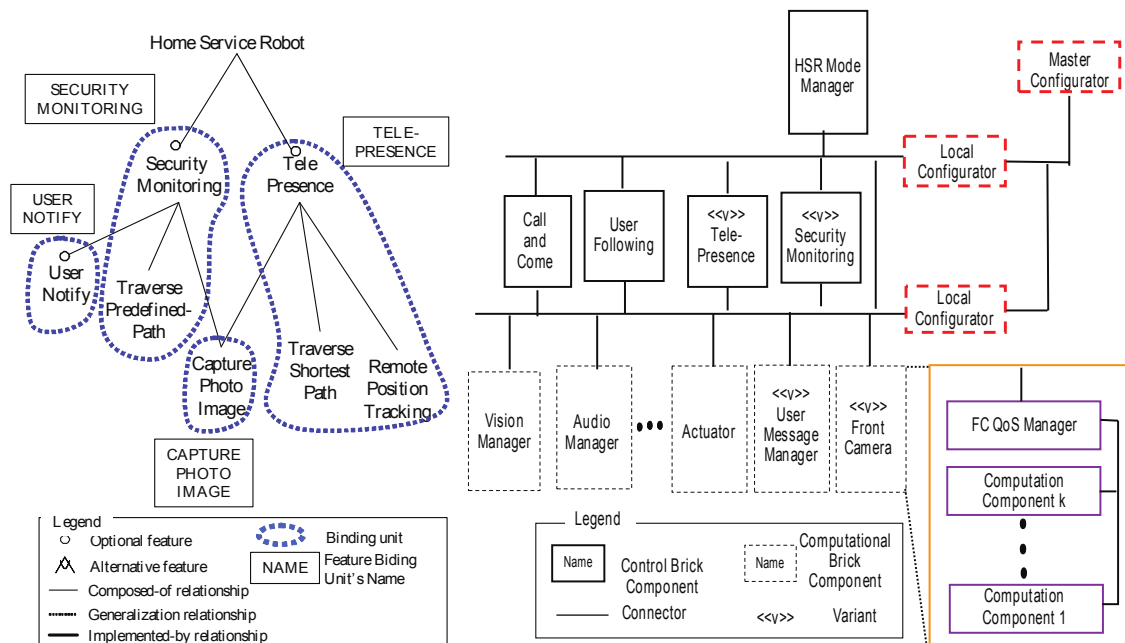 Home Service Robot
SECURITY
MONITORING
TELE-
PRESENCE
Security
Monitoring
Tele
Presence
USER
NOTIFY
User
Notify
Traverse
Predefined-
Path
Capture
Photo
Image
Traverse
Shortest
Path
Remote
Position
Tracking
CAPTURE
PHOTO
IMAGE
Legend
Optional feature
Alternative feature
Composed-of relationship
Generalization relationship
Implemented-by relationship
Binding unit
NAME
Feature Biding
Unit's Name
HSR Mode
Manager
Master
Configurator
Local
Configurator
Call
and
Come
User
Following
<<v>>
Tele-
Presence
<<v>>
Security
Monitoring
Local
Configurator
Vision
Manager
Audio
Manager
Actuator
<<v>>
User
Message
Manager
<<v>>
Front
Camera
FC QoS Manager
Computation
Component k
Computation
Component 1
Legend
Name
Control Brick
Component
Name
Computational
Brick
Component
Connector
<<v>>
Variant